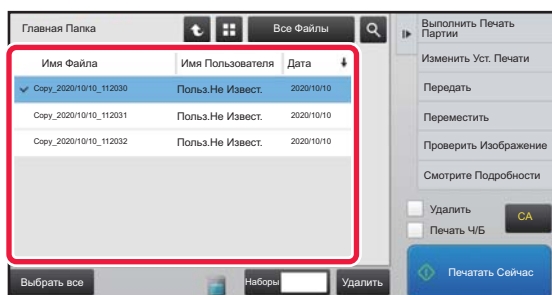 Главная Папка Все Файлы
Имя Файла Имя Пользователя Дата
Copy_2020/10/10_112030 Польз.Не Извест. 2020/10/10
Copy_2020/10/10_112031 Польз.Не Извест. 2020/10/10
Copy_2020/10/10_112032 Польз.Не Извест. 2020/10/10
Выбрать все Наборы Удалить
Выполнить Печать
Партии
Изменить Уст. Печати
Передать
Переместить
Проверить Изображение
Смотрите Подробности
Удалить
Печать Ч/Б
CA
Печатать Сейчас